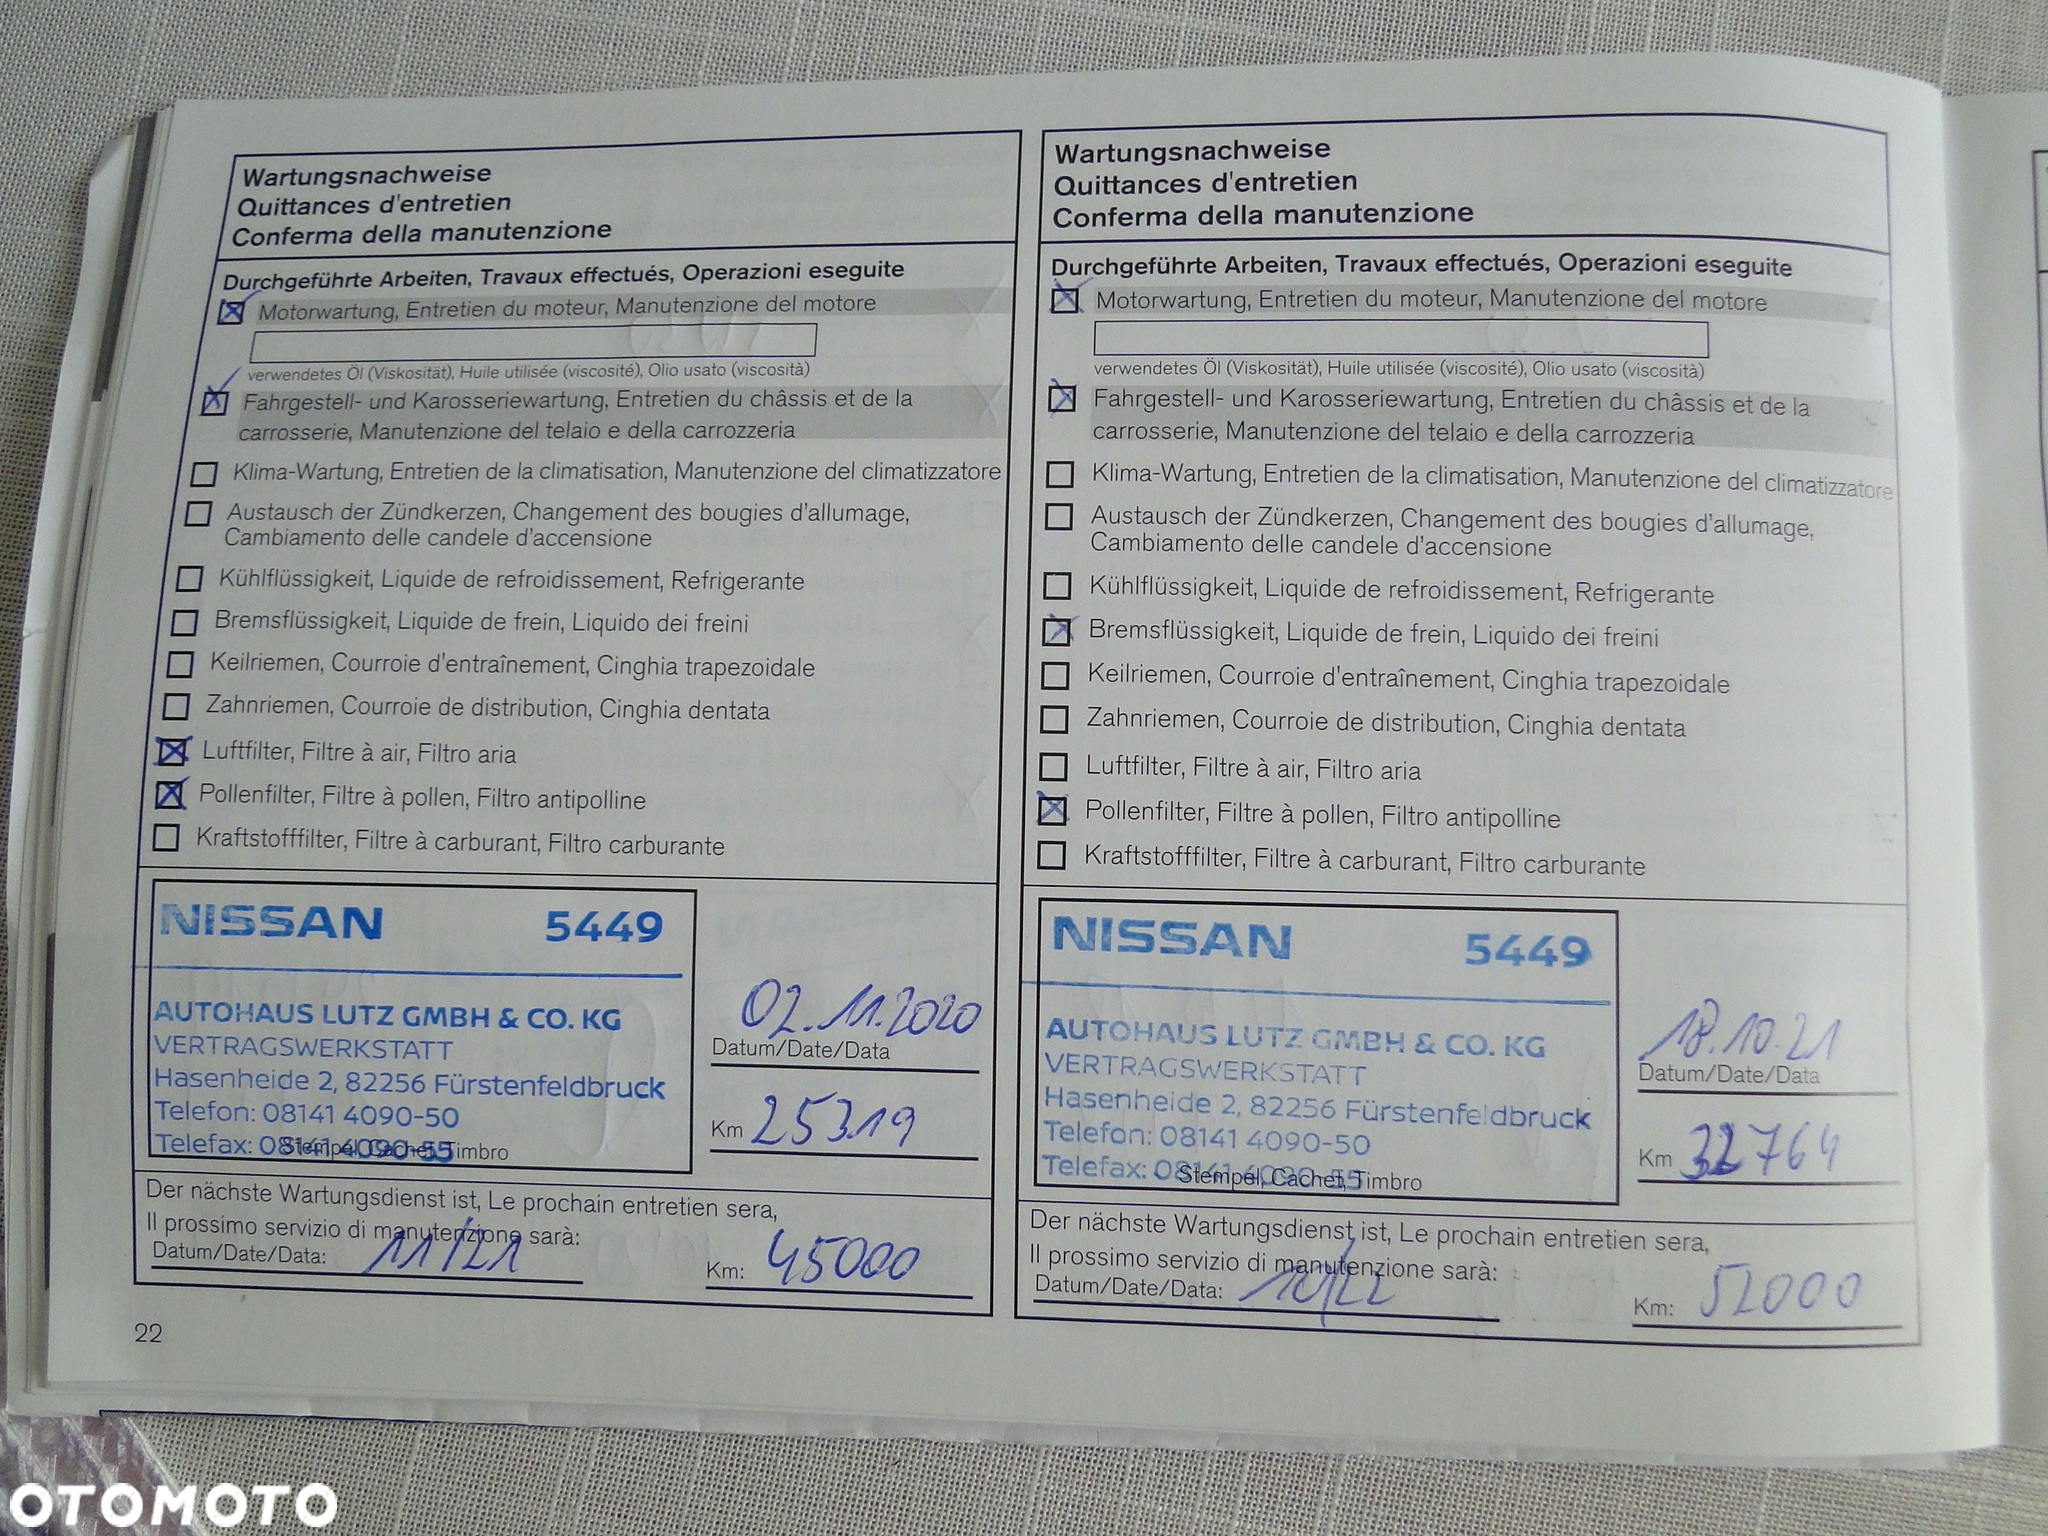 Wartungsnachweise
Quittances d'entretien
Conferma della manutenzione
Durchgeführte Arbeiten, Travaux effectués, Operazioni eseguite
Motorwartung, Entretien du moteur, Manutenzione del motore
verwendetes Öl (Viskosität), Huile utilisée (viscosité), Olio usato (viscosità)
Fahrgestell- und Karosseriewartung, Entretien du châssis et de la
carrosserie, Manutenzione del telaio e della carrozzeria
Klima-Wartung, Entretien de la climatisation, Manutenzione del climatizzatore
Austausch der Zündkerzen, Changement des bougies d'allumage,
Cambiamento delle candele d'accensione
Kühlflüssigkeit, Liquide de refroidissement, Refrigerante
Bremsflüssigkeit, Liquide de frein, Liquido dei freini
Keilriemen, Courroie d'entraînement, Cinghia trapezoidale
Zahnriemen, Courroie de distribution, Cinghia dentata
Luftfilter, Filtre à air, Filtro aria
Pollenfilter, Filtre à pollen, Filtro antipolline
Kraftstofffilter, Filtre à carburant, Filtro carburante
NISSAN 5449
AUTOHAUS LUTZ GMBH & CO. KG
VERTRAGSWERKSTATT
Hasenheide 2, 82256 Fürstenfeldbruck
Telefon: 08141 4090-50
Telefax: 08141 4090-55
Stempel, Cachet, Timbro
02.11.2020
Datum/Date/Data
Km 25319
Der nächste Wartungsdienst ist, Le prochain entretien sera,
Il prossimo servizio di manutenzione sarà:
Datum/Date/Data: 11/21 Km: 45000
22
Wartungsnachweise
Quittances d'entretien
Conferma della manutenzione
Durchgeführte Arbeiten, Travaux effectués, Operazioni eseguite
Motorwartung, Entretien du moteur, Manutenzione del motore
verwendetes Öl (Viskosität), Huile utilisée (viscosité), Olio usato (viscosità)
Fahrgestell- und Karosseriewartung, Entretien du châssis et de la
carrosserie, Manutenzione del telaio e della carrozzeria
Klima-Wartung, Entretien de la climatisation, Manutenzione del climatizzatore
Austausch der Zündkerzen, Changement des bougies d'allumage,
Cambiamento delle candele d'accensione
Kühlflüssigkeit, Liquide de refroidissement, Refrigerante
Bremsflüssigkeit, Liquide de frein, Liquido dei freini
Keilriemen, Courroie d'entraînement, Cinghia trapezoidale
Zahnriemen, Courroie de distribution, Cinghia dentata
Luftfilter, Filtre à air, Filtro aria
Pollenfilter, Filtre à pollen, Filtro antipolline
Kraftstofffilter, Filtre à carburant, Filtro carburante
NISSAN 5449
AUTOHAUS LUTZ GMBH & CO. KG
VERTRAGSWERKSTATT
Hasenheide 2, 82256 Fürstenfeldbruck
Telefon: 08141 4090-50
Telefax: 08141 4090-55
Stempel, Cachet, Timbro
18.10.21
Datum/Date/Data
Km 32764
Der nächste Wartungsdienst ist, Le prochain entretien sera,
Il prossimo servizio di manutenzione sarà:
Datum/Date/Data: 10/22 Km: 52000
OTOMOTO